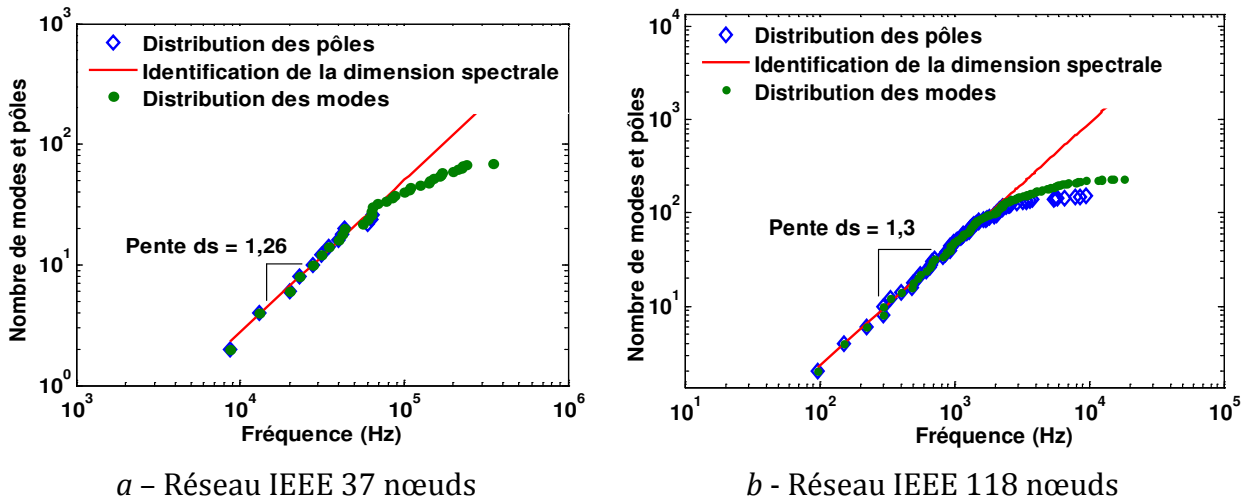 10³
Distribution des pôles
Identification de la dimension spectrale
Distribution des modes
10²
Nombre de modes et pôles
Pente ds = 1,26
10¹
10⁰
10³ 10⁴ 10⁵ 10⁶
Fréquence (Hz)
a – Réseau IEEE 37 nœuds
10⁴
Distribution des pôles
Identification de la dimension spectrale
Distribution des modes
10³
Nombre de modes et pôles
10²
Pente ds = 1,3
10¹
10¹ 10² 10³ 10⁴ 10⁵
Fréquence (Hz)
b - Réseau IEEE 118 nœuds